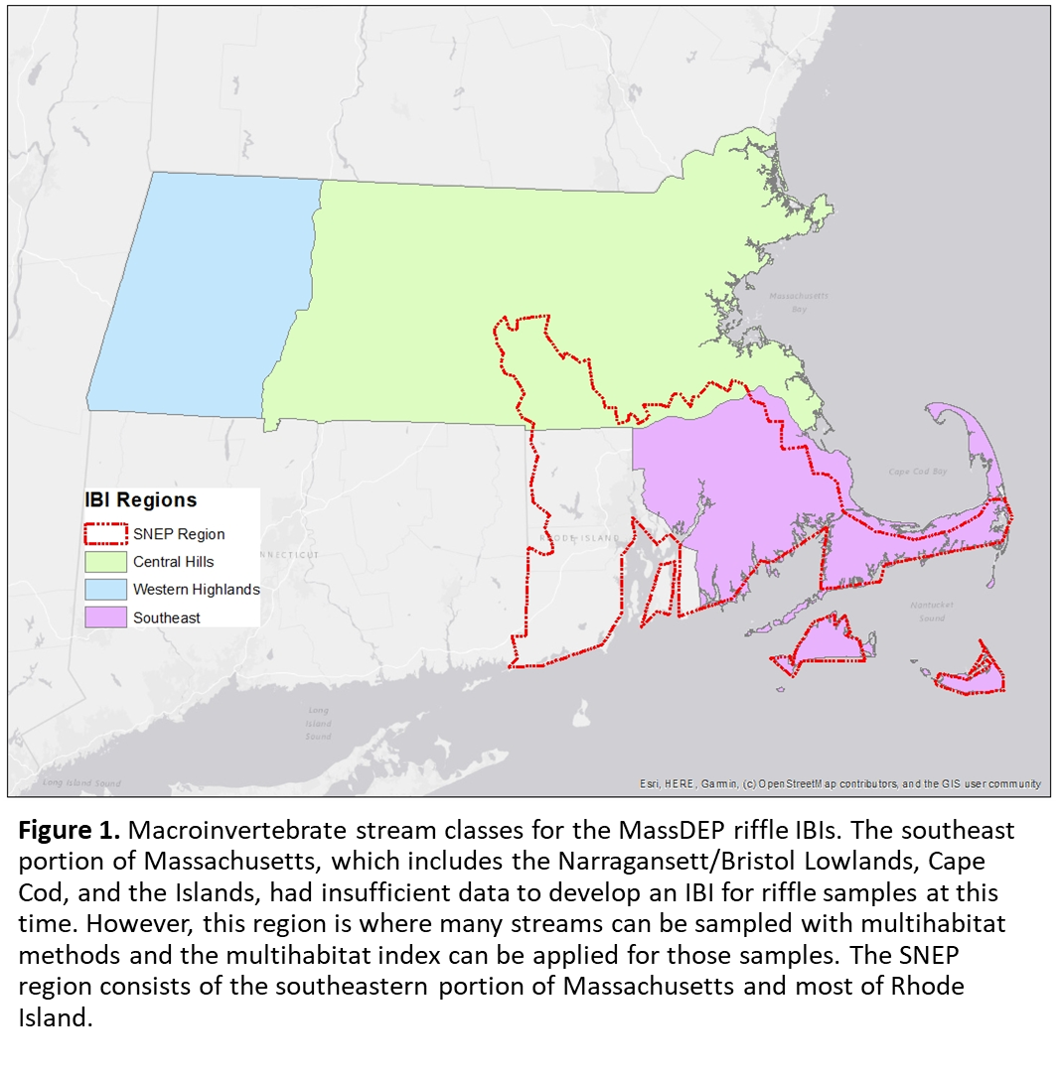 Massachusetts
Bay
Cape Cod Bay
IBI Regions
SNEP Region
Central Hills
Western Highlands
Southeast
NNECTICUT
ODE ISLAND
Nantucket
Sound
Long
Island
Sound
Long Island Sound
Esri, HERE, Garmin, (c) OpenStreetMap contributors, and the GIS user community
Figure 1. Macroinvertebrate stream classes for the MassDEP riffle IBIs. The southeast
portion of Massachusetts, which includes the Narragansett/Bristol Lowlands, Cape
Cod, and the Islands, had insufficient data to develop an IBI for riffle samples at this
time. However, this region is where many streams can be sampled with multihabitat
methods and the multihabitat index can be applied for those samples. The SNEP
region consists of the southeastern portion of Massachusetts and most of Rhode
Island.